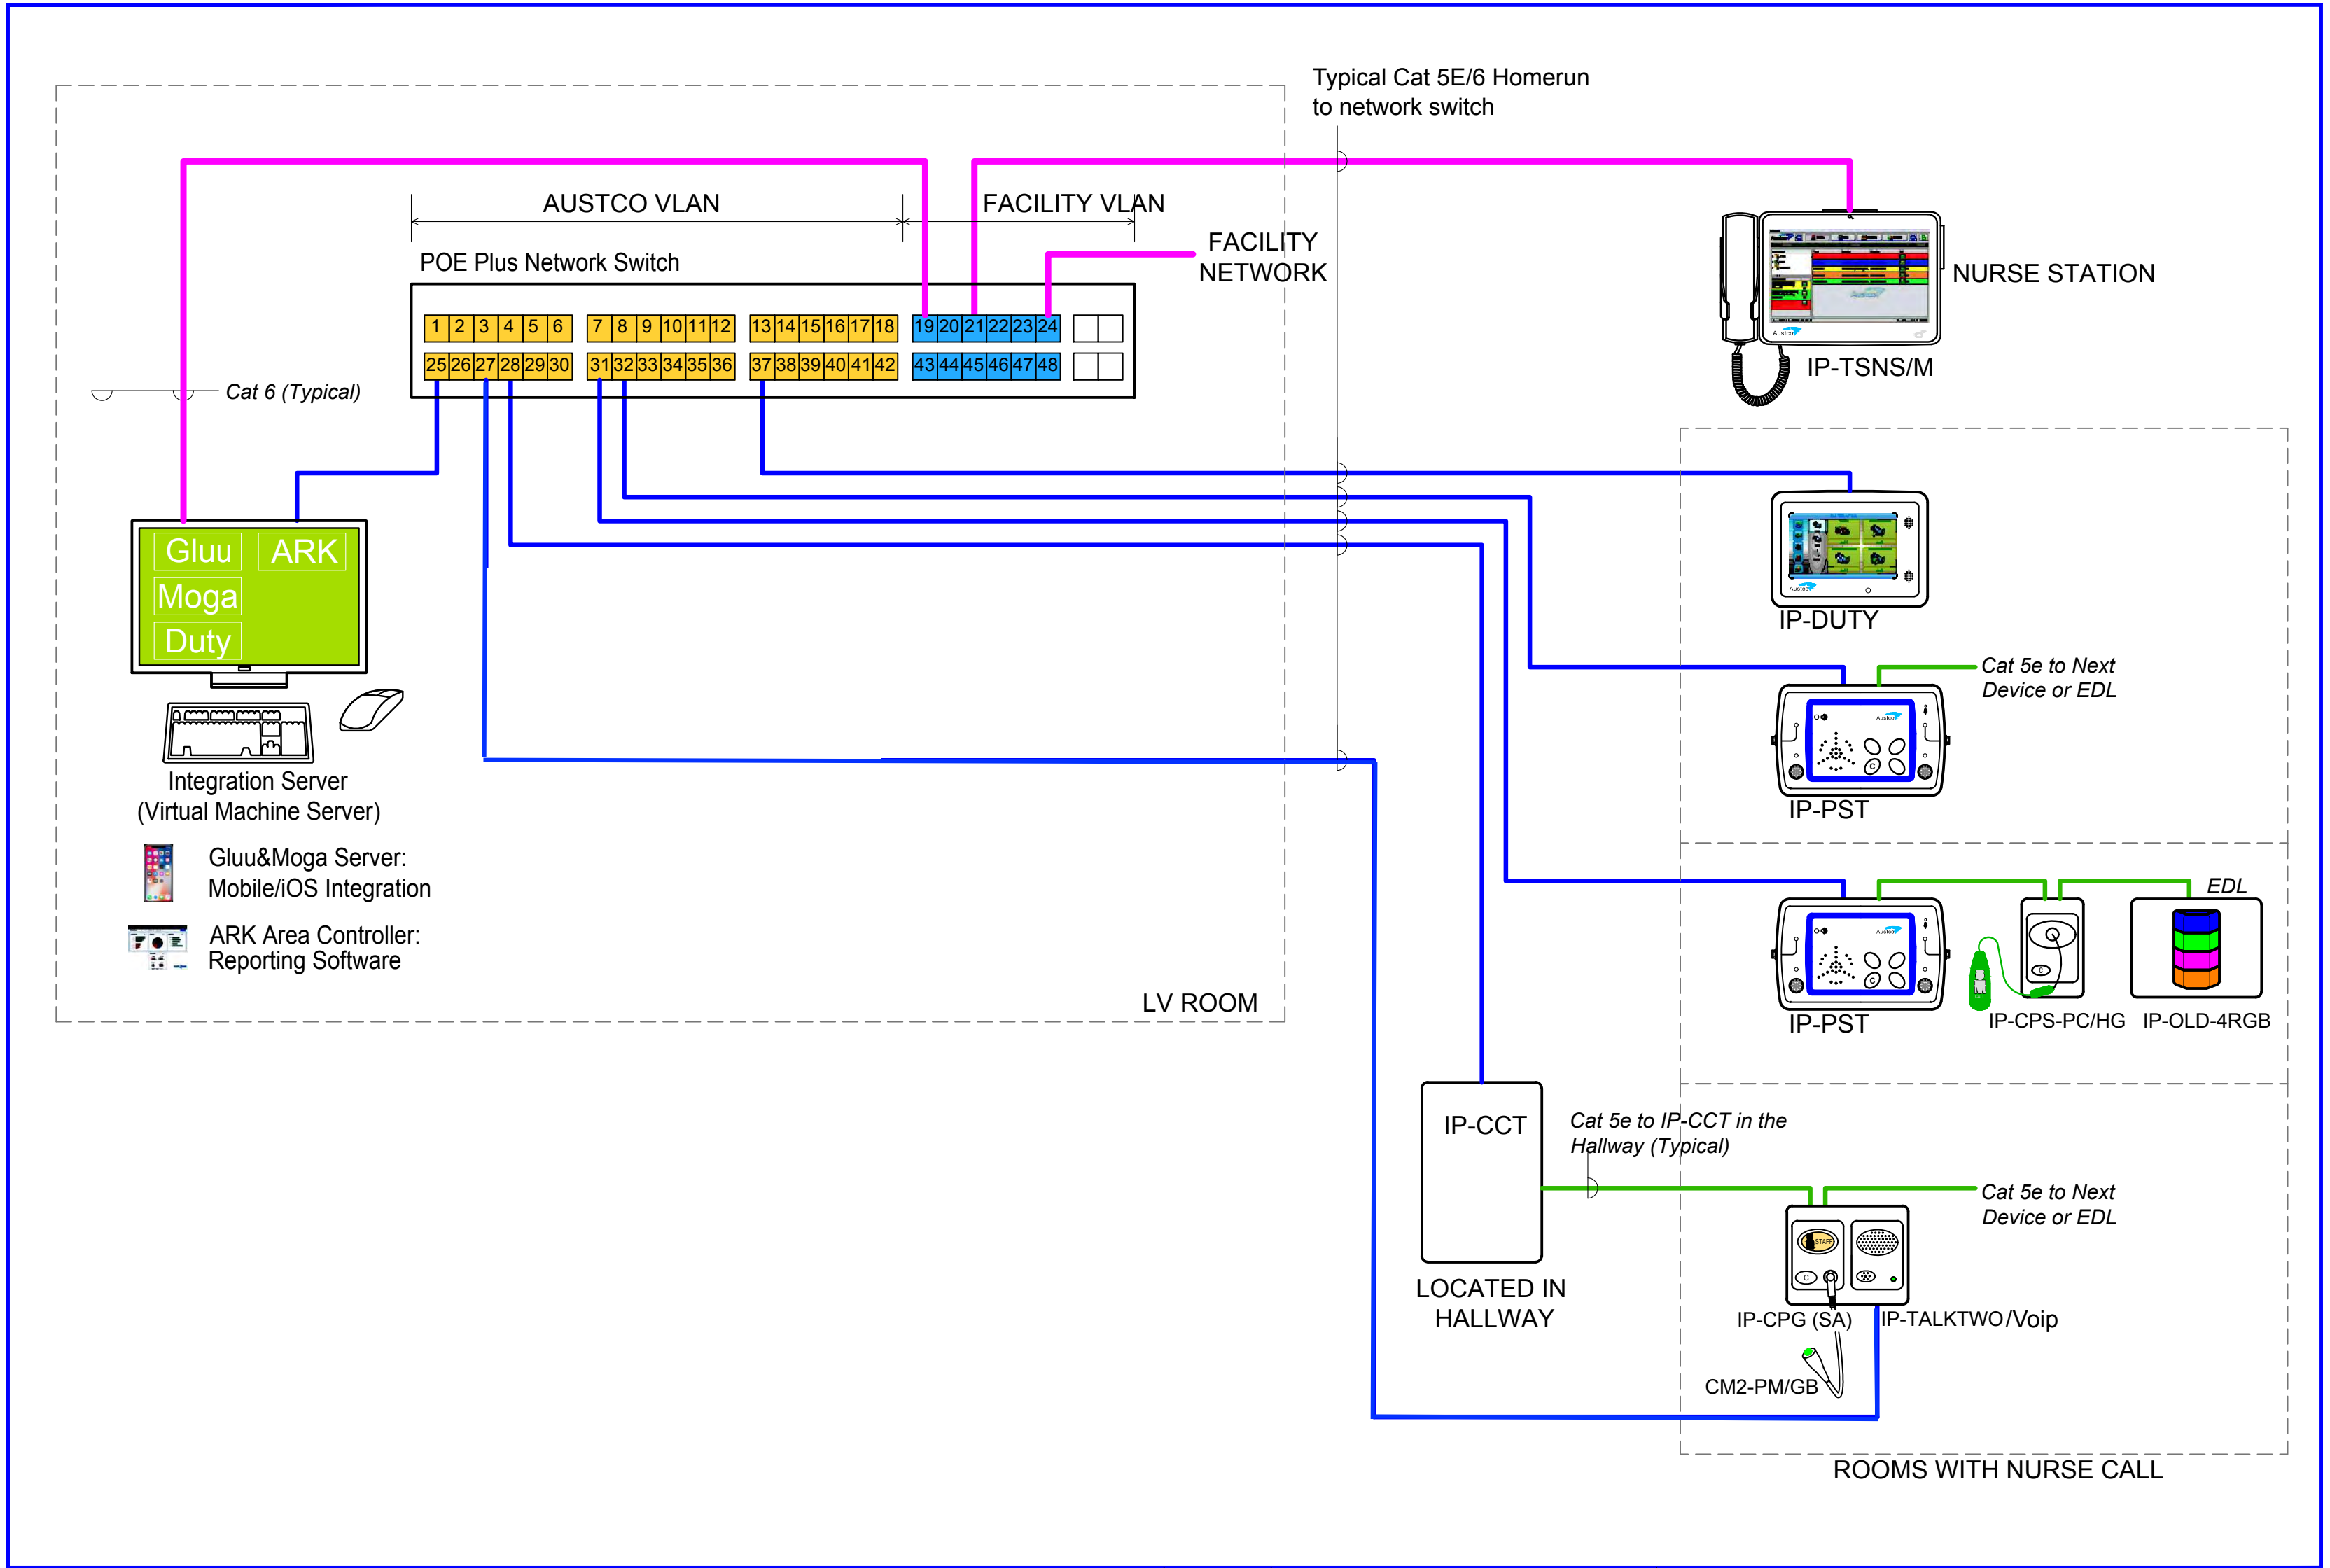 Typical Cat 5E/6 Homerun
to network switch
AUSTCO VLAN
FACILITY VLAN
POE Plus Network Switch
FACILITY
NETWORK
1 2 3 4 5 6 7 8 9 10 11 12 13 14 15 16 17 18 19 20 21 22 23 24
25 26 27 28 29 30 31 32 33 34 35 36 37 38 39 40 41 42 43 44 45 46 47 48
NURSE STATION
Austco
IP-TSNS/M
Cat 6 (Typical)
Gluu
ARK
Moga
Duty
Integration Server
(Virtual Machine Server)
Gluu&Moga Server:
Mobile/iOS Integration
ARK Area Controller:
Reporting Software
LV ROOM
Austco
IP-DUTY
Cat 5e to Next
Device or EDL
Austco
C
IP-PST
EDL
Austco
C
C
IP-PST
IP-CPS-PC/HG
IP-OLD-4RGB
IP-CCT
Cat 5e to IP-CCT in the
Hallway (Typical)
LOCATED IN
HALLWAY
Cat 5e to Next
Device or EDL
STAFF
C
IP-CPG (SA)
IP-TALKTWO/Voip
CM2-PM/GB
ROOMS WITH NURSE CALL